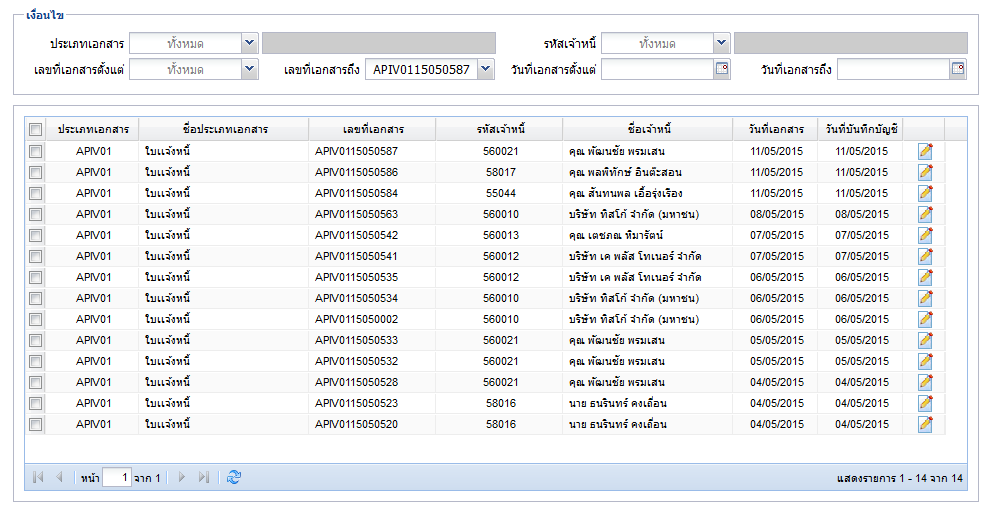 เงื่อนไข
ประเภทเอกสาร ทั้งหมด รหัสเจ้าหนี้ ทั้งหมด
เลขที่เอกสารตั้งแต่ ทั้งหมด เลขที่เอกสารถึง APIV0115050587 วันที่เอกสารตั้งแต่ วันที่เอกสารถึง
ประเภทเอกสาร ชื่อประเภทเอกสาร เลขที่เอกสาร รหัสเจ้าหนี้ ชื่อเจ้าหนี้ วันที่เอกสาร วันที่บันทึกบัญชี
APIV01 ใบแจ้งหนี้ APIV0115050587 560021 คุณ พัฒนชัย พรมเสน 11/05/2015 11/05/2015
APIV01 ใบแจ้งหนี้ APIV0115050586 58017 คุณ พลพิทักษ์ อินต๊ะสอน 11/05/2015 11/05/2015
APIV01 ใบแจ้งหนี้ APIV0115050584 55044 คุณ สันทนพล เอื้อรุ่งเรือง 11/05/2015 11/05/2015
APIV01 ใบแจ้งหนี้ APIV0115050563 560010 บริษัท ทิสโก้ จำกัด (มหาชน) 08/05/2015 08/05/2015
APIV01 ใบแจ้งหนี้ APIV0115050542 560013 คุณ เตชภณ ทิมารัตน์ 07/05/2015 07/05/2015
APIV01 ใบแจ้งหนี้ APIV0115050541 560012 บริษัท เค พลัส โทเนอร์ จำกัด 07/05/2015 07/05/2015
APIV01 ใบแจ้งหนี้ APIV0115050535 560012 บริษัท เค พลัส โทเนอร์ จำกัด 06/05/2015 06/05/2015
APIV01 ใบแจ้งหนี้ APIV0115050534 560010 บริษัท ทิสโก้ จำกัด (มหาชน) 06/05/2015 06/05/2015
APIV01 ใบแจ้งหนี้ APIV0115050002 560010 บริษัท ทิสโก้ จำกัด (มหาชน) 06/05/2015 06/05/2015
APIV01 ใบแจ้งหนี้ APIV0115050533 560021 คุณ พัฒนชัย พรมเสน 05/05/2015 05/05/2015
APIV01 ใบแจ้งหนี้ APIV0115050532 560021 คุณ พัฒนชัย พรมเสน 05/05/2015 05/05/2015
APIV01 ใบแจ้งหนี้ APIV0115050528 560021 คุณ พัฒนชัย พรมเสน 04/05/2015 04/05/2015
APIV01 ใบแจ้งหนี้ APIV0115050523 58016 นาย ธนรินทร์ คงเถื่อน 04/05/2015 04/05/2015
APIV01 ใบแจ้งหนี้ APIV0115050520 58016 นาย ธนรินทร์ คงเถื่อน 04/05/2015 04/05/2015
หน้า 1 จาก 1 แสดงรายการ 1 - 14 จาก 14